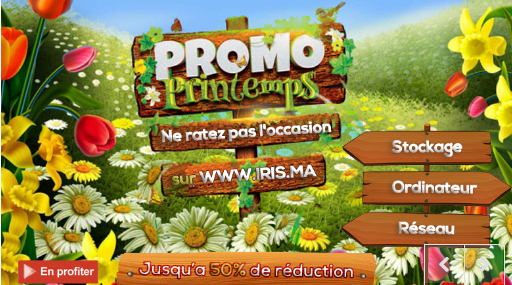 PROMO
Printemps
Ne ratez pas l'occasion
sur WWW.IRIS.MA
Stockage
Ordinateur
Réseau
En profiter
Jusqu'a 50% de réduction